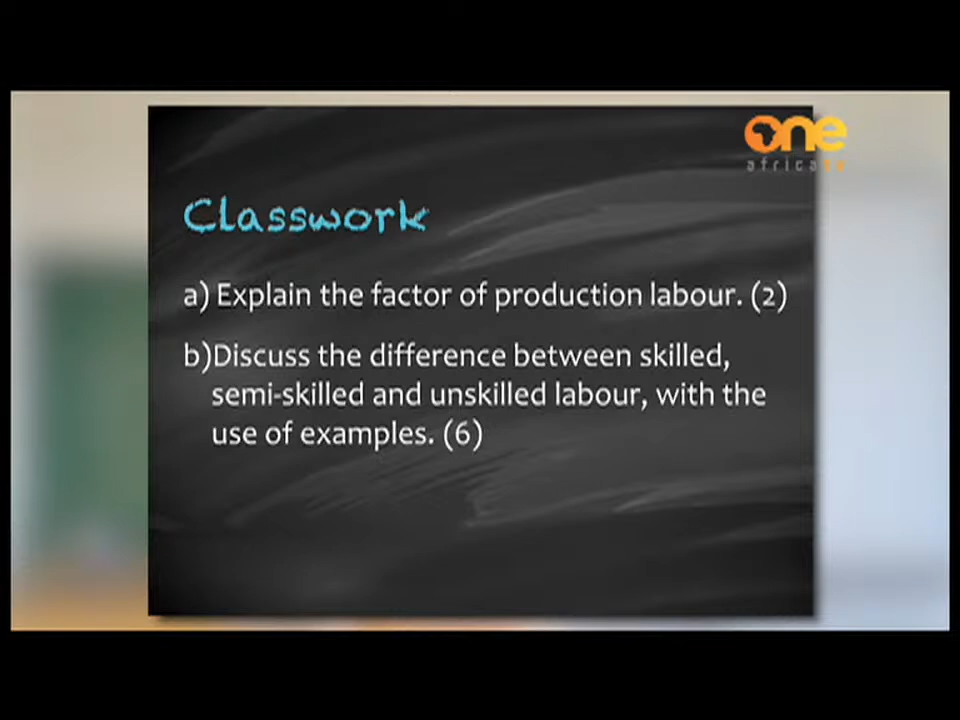 one
africa tv
Classwork
a) Explain the factor of production labour. (2)
b)Discuss the difference between skilled,
semi-skilled and unskilled labour, with the
use of examples. (6)